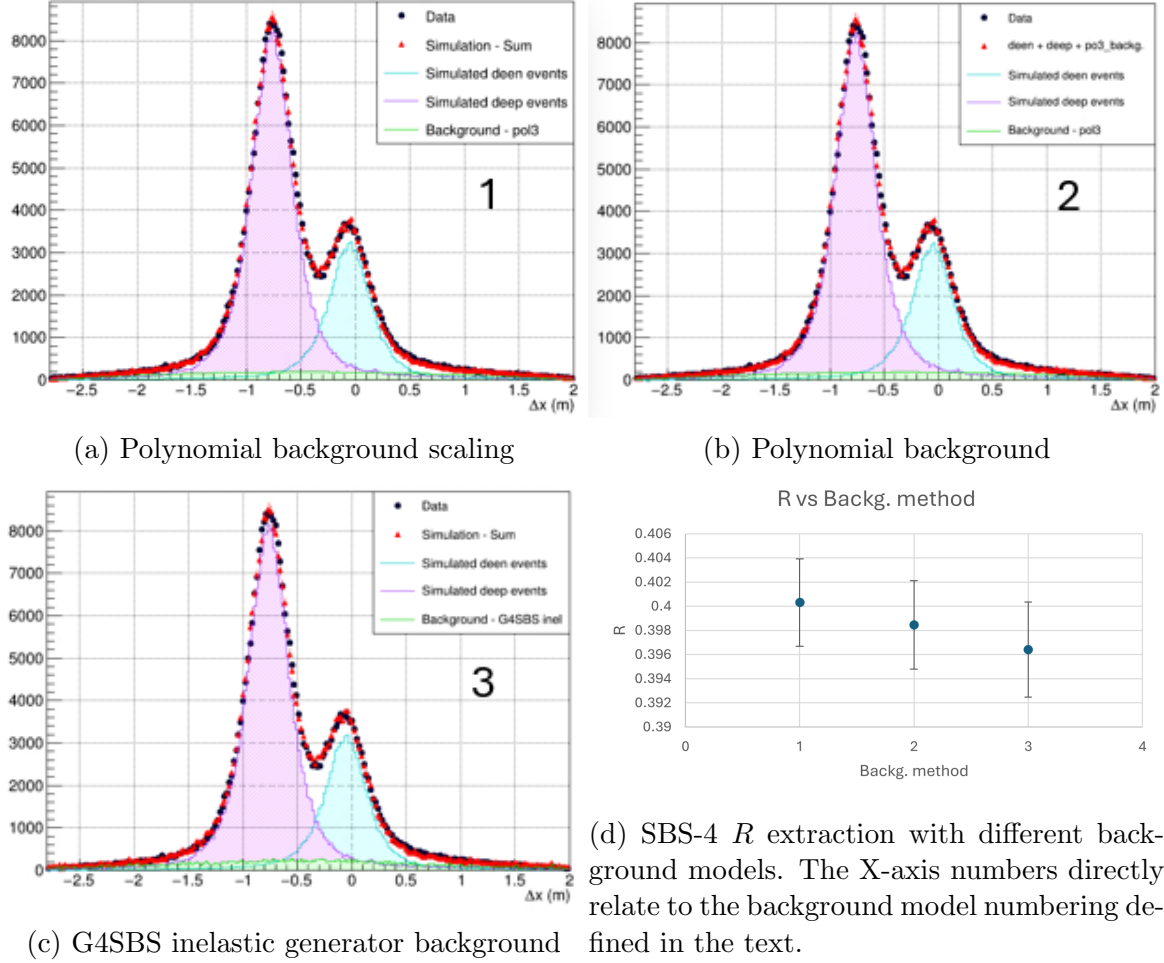 Data
Simulation - Sum
Simulated deen events
Simulated deep events
Background - pol3
1
8000
7000
6000
5000
4000
3000
2000
1000
0
−2.5 −2 −1.5 −1 −0.5 0 0.5 1 1.5 2
Δx (m)
(a) Polynomial background scaling
Data
deen + deep + po3_backg.
Simulated deen events
Simulated deep events
Background - pol3
2
8000
7000
6000
5000
4000
3000
2000
1000
0
−2.5 −2 −1.5 −1 −0.5 0 0.5 1 1.5 2
Δx (m)
(b) Polynomial background
Data
Simulation - Sum
Simulated deen events
Simulated deep events
Background - G4SBS inel
3
8000
7000
6000
5000
4000
3000
2000
1000
0
−2.5 −2 −1.5 −1 −0.5 0 0.5 1 1.5 2
Δx (m)
(c) G4SBS inelastic generator background
R vs Backg. method
0.406
0.404
0.402
0.4
0.398
0.396
0.394
0.392
0.39
R
0 1 2 3 4
Backg. method
(d) SBS-4 R extraction with different back-
ground models. The X-axis numbers directly
relate to the background model numbering de-
fined in the text.